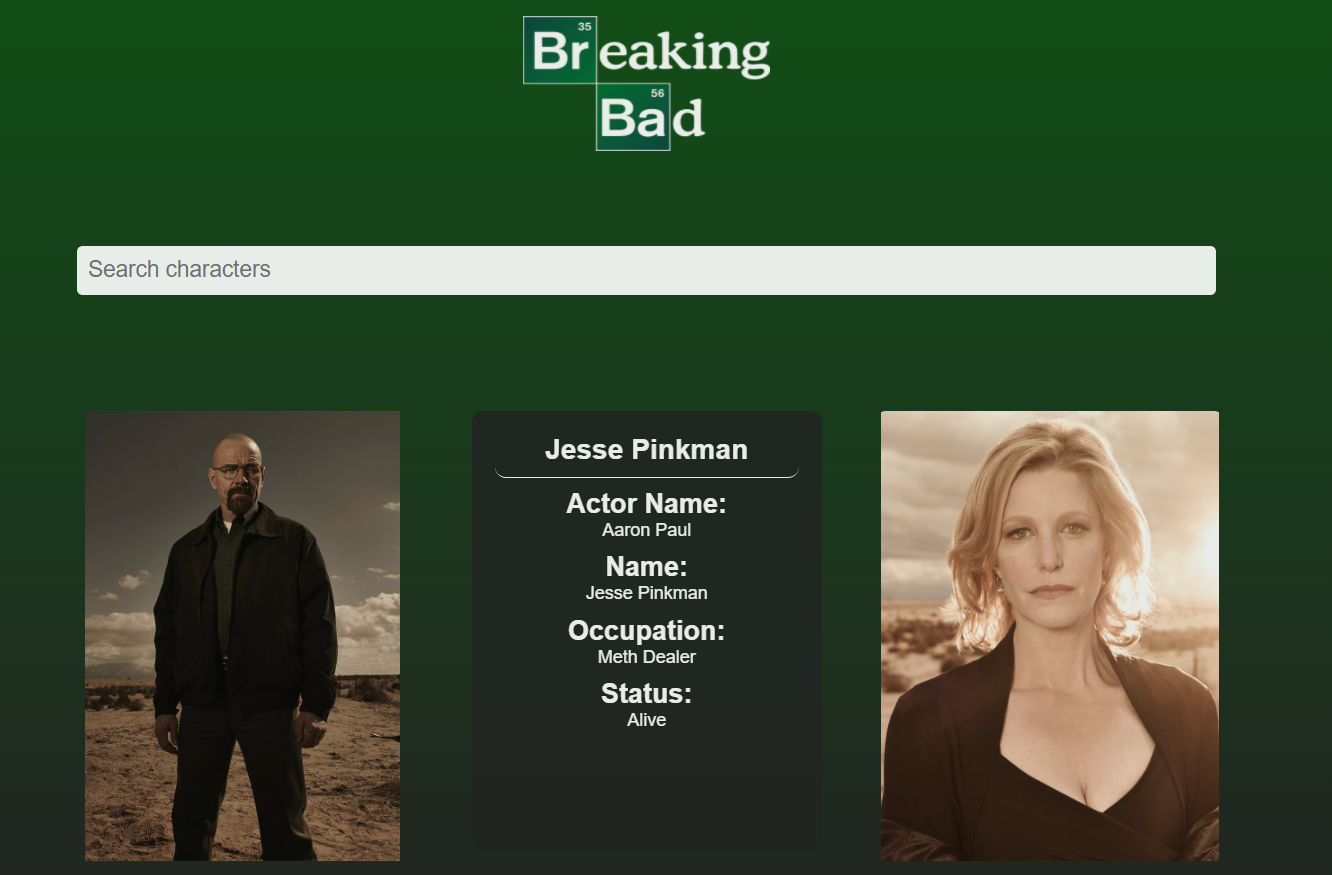 35
Breaking
56
Bad
Search characters
Jesse Pinkman
Actor Name:
Aaron Paul
Name:
Jesse Pinkman
Occupation:
Meth Dealer
Status:
Alive